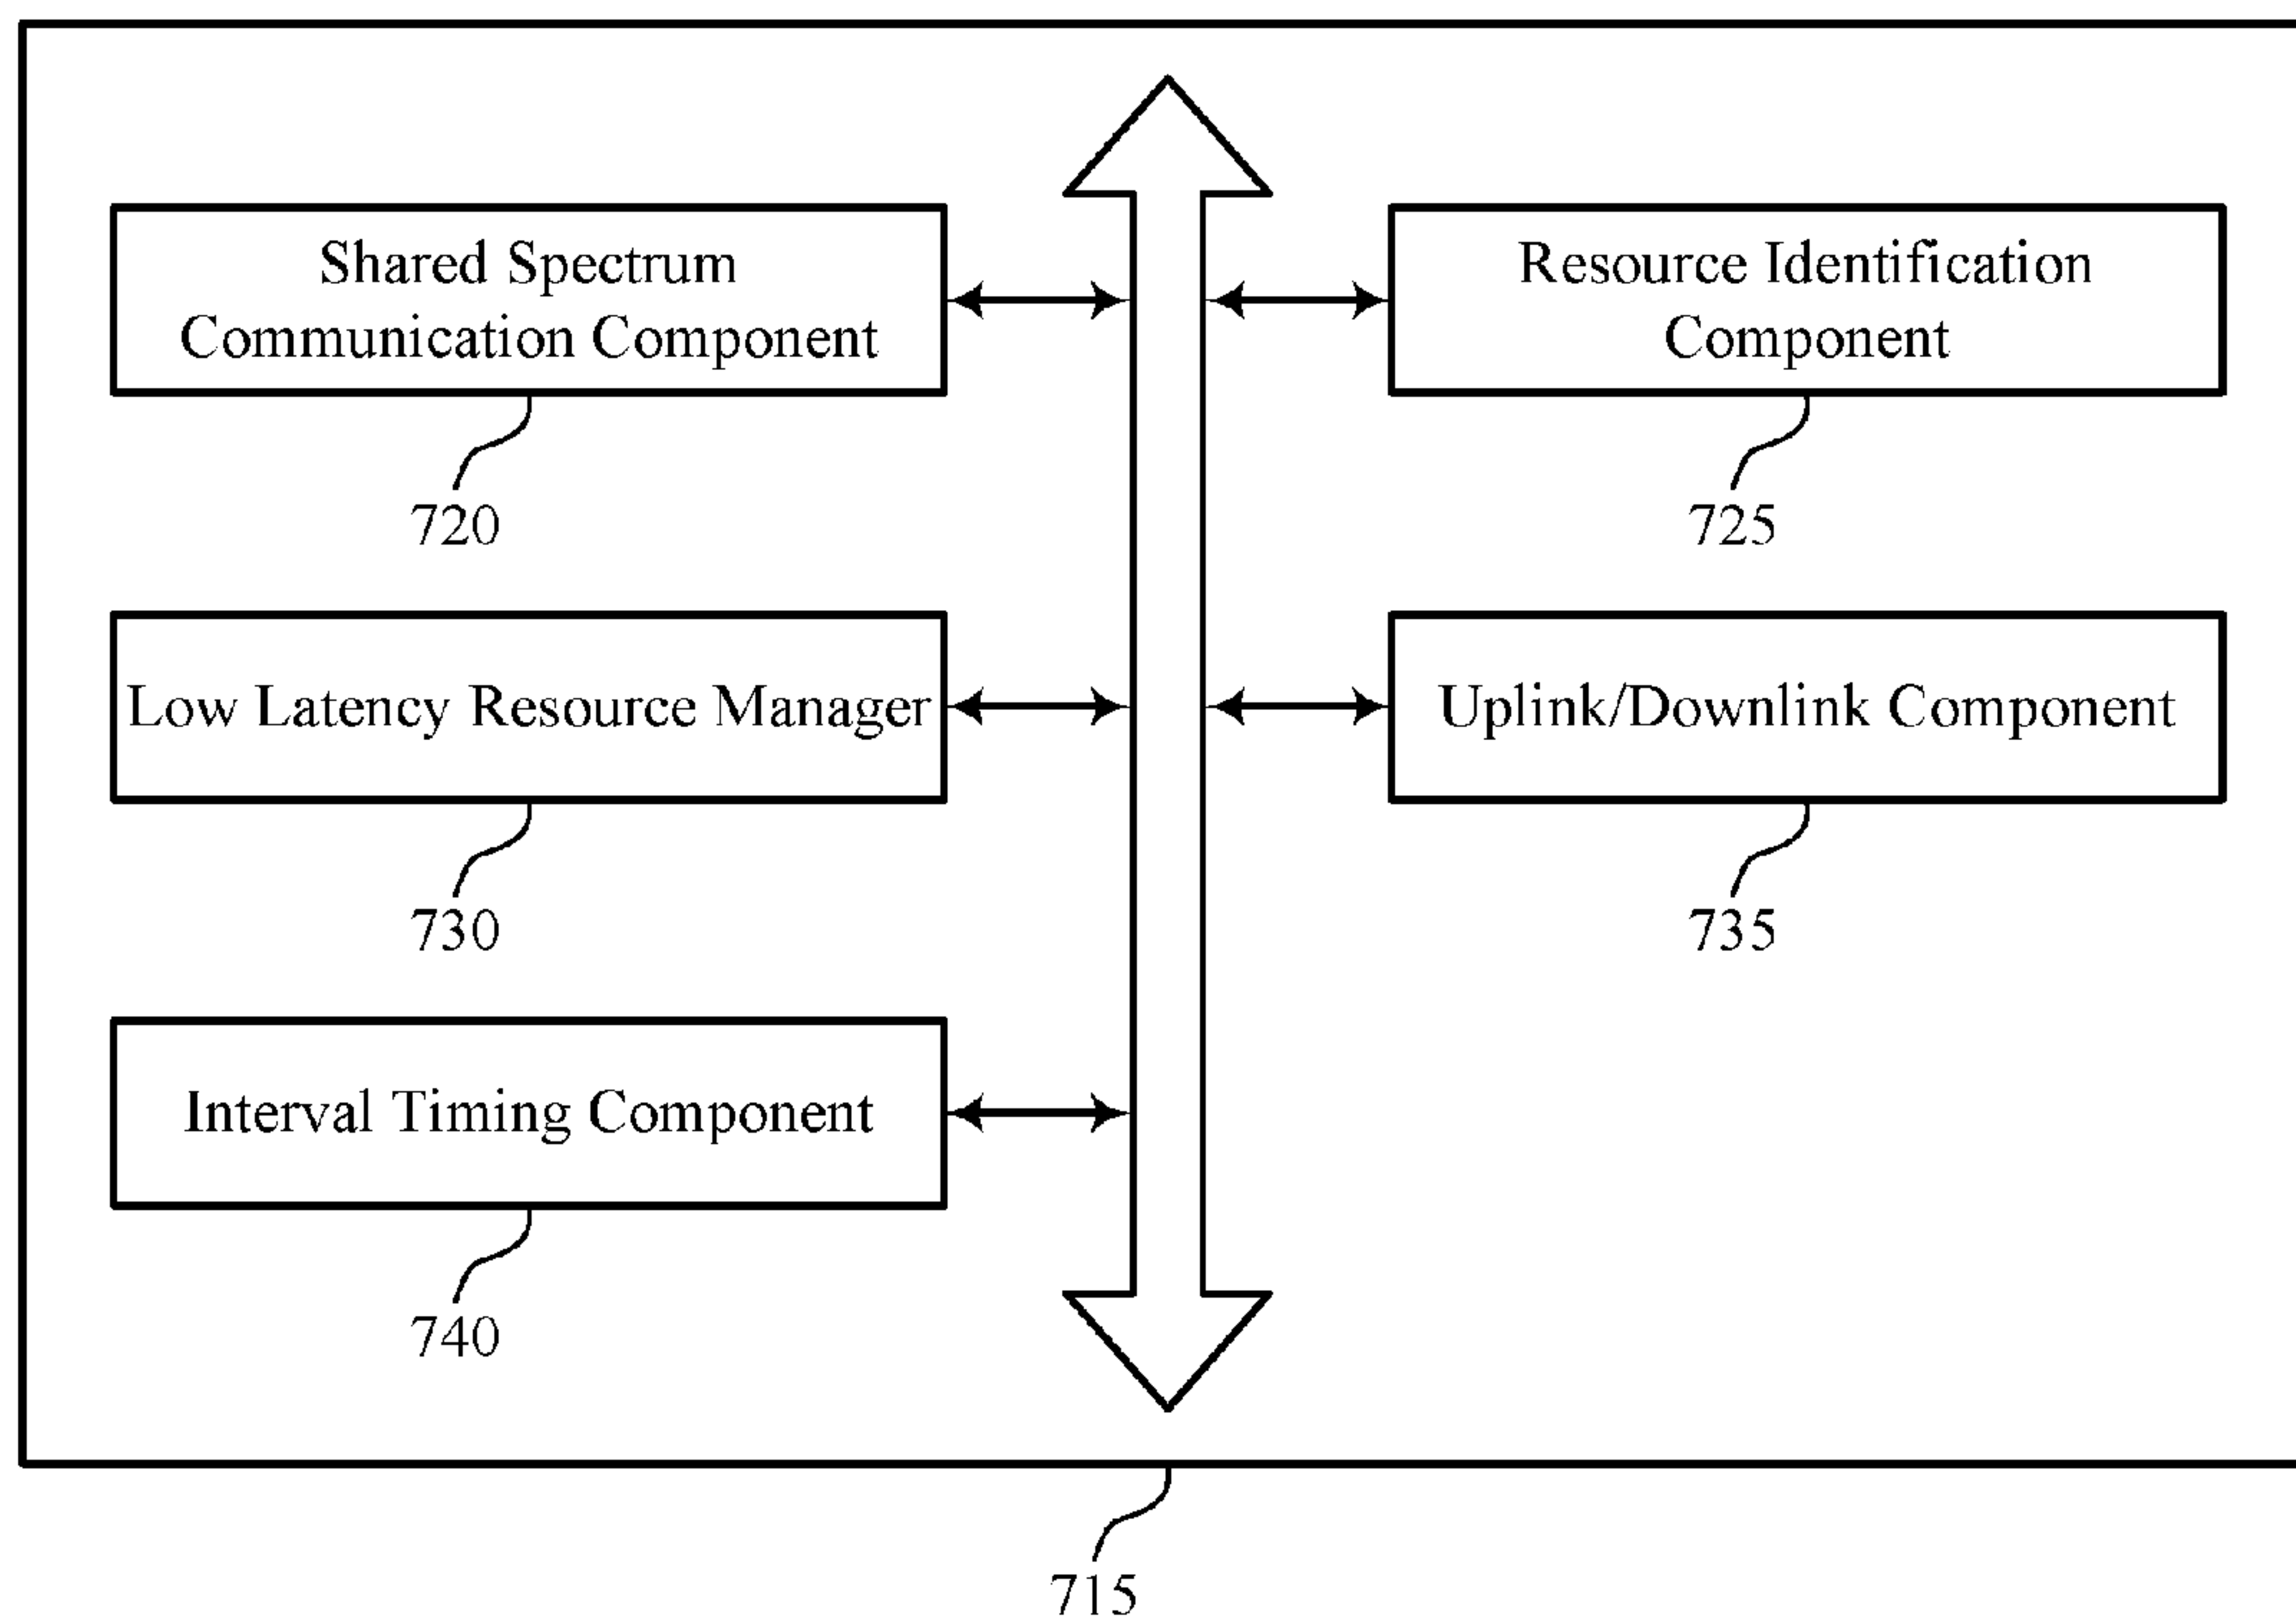 Shared Spectrum
Communication Component
720
Resource Identification
Component
725
Low Latency Resource Manager
730
Uplink/Downlink Component
735
Interval Timing Component
740
715